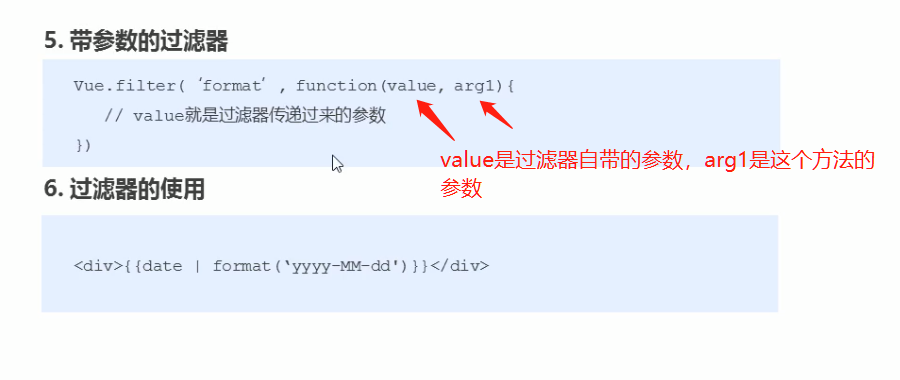 5. 带参数的过滤器
Vue.filter(‘format’, function(value, arg1){
// value就是过滤器传递过来的参数
})
value是过滤器自带的参数，arg1是这个方法的
参数
6. 过滤器的使用
<div>{{date | format(‘yyyy-MM-dd')}}</div>